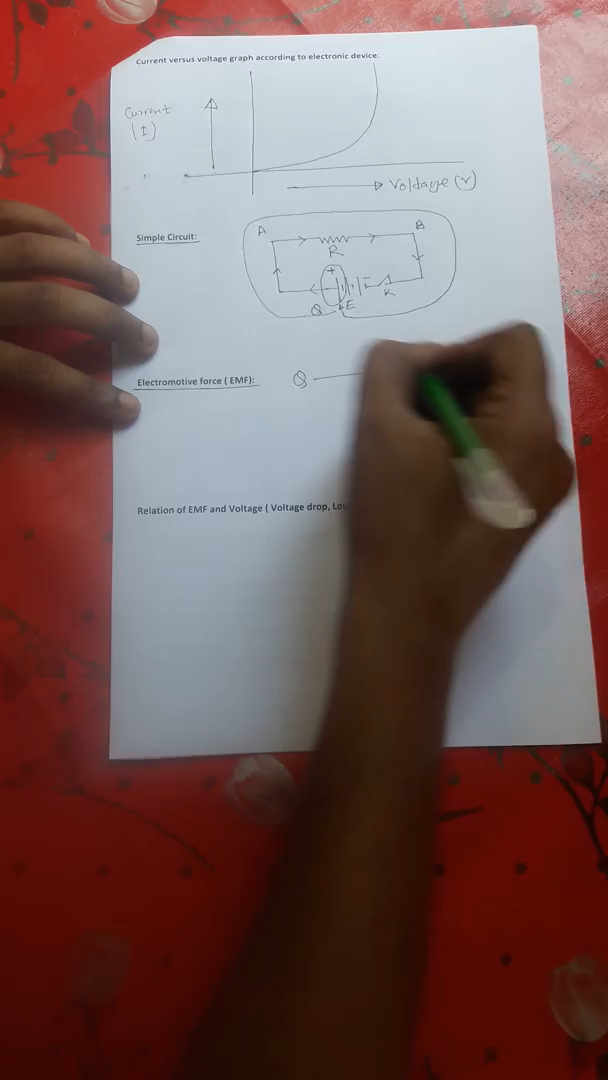 Current versus voltage graph according to electronic device:
Current
(I)
Voltage (V)
Simple Circuit:
A
B
R
+
K
E
Q
Electromotive force ( EMF):
Q
Relation of EMF and Voltage ( Voltage drop,